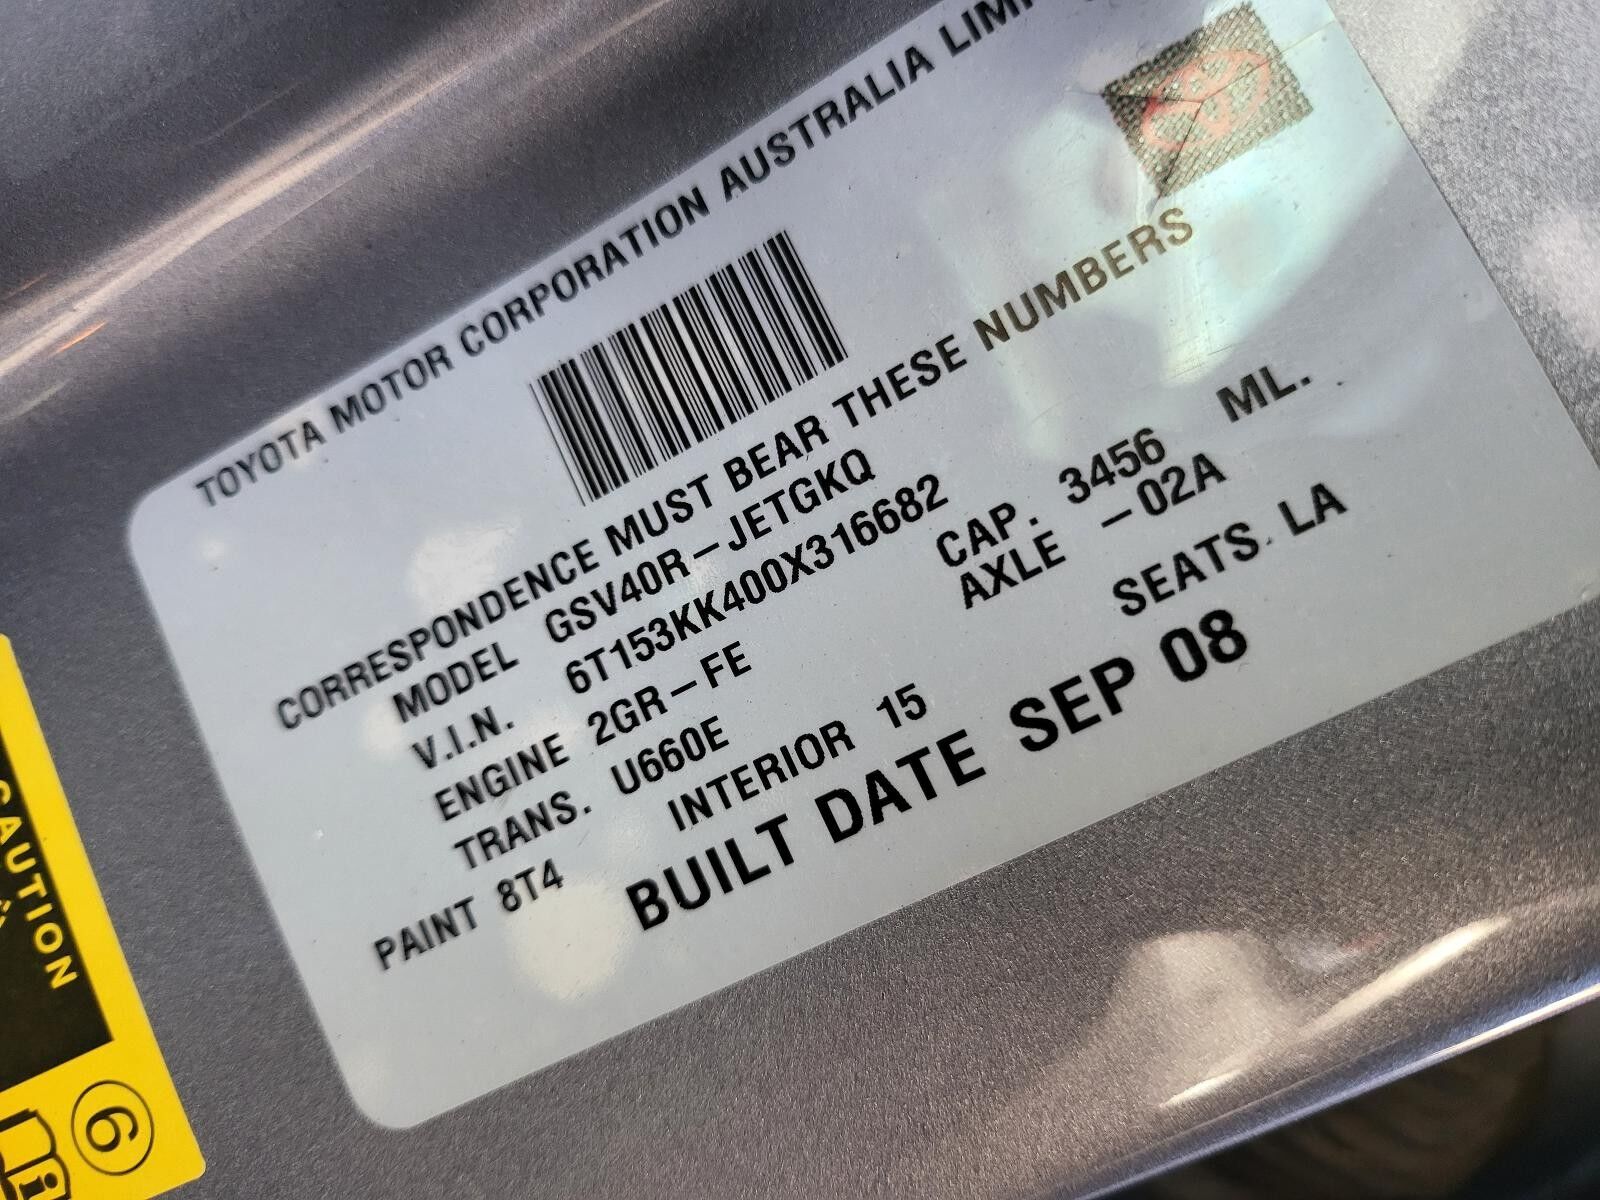 TOYOTA MOTOR CORPORATION AUSTRALIA
CORRESPONDENCE MUST BEAR THESE NUMBERS
MODEL GSV40R-JETGKQ
V.I.N. 6T153KK400X316682
ENGINE 2GR-FE CAP. 3456 ML.
TRANS. U660E AXLE -02A
PAINT 8T4 INTERIOR 15 SEATS. LA
BUILT DATE SEP 08
CAUTION
6
i